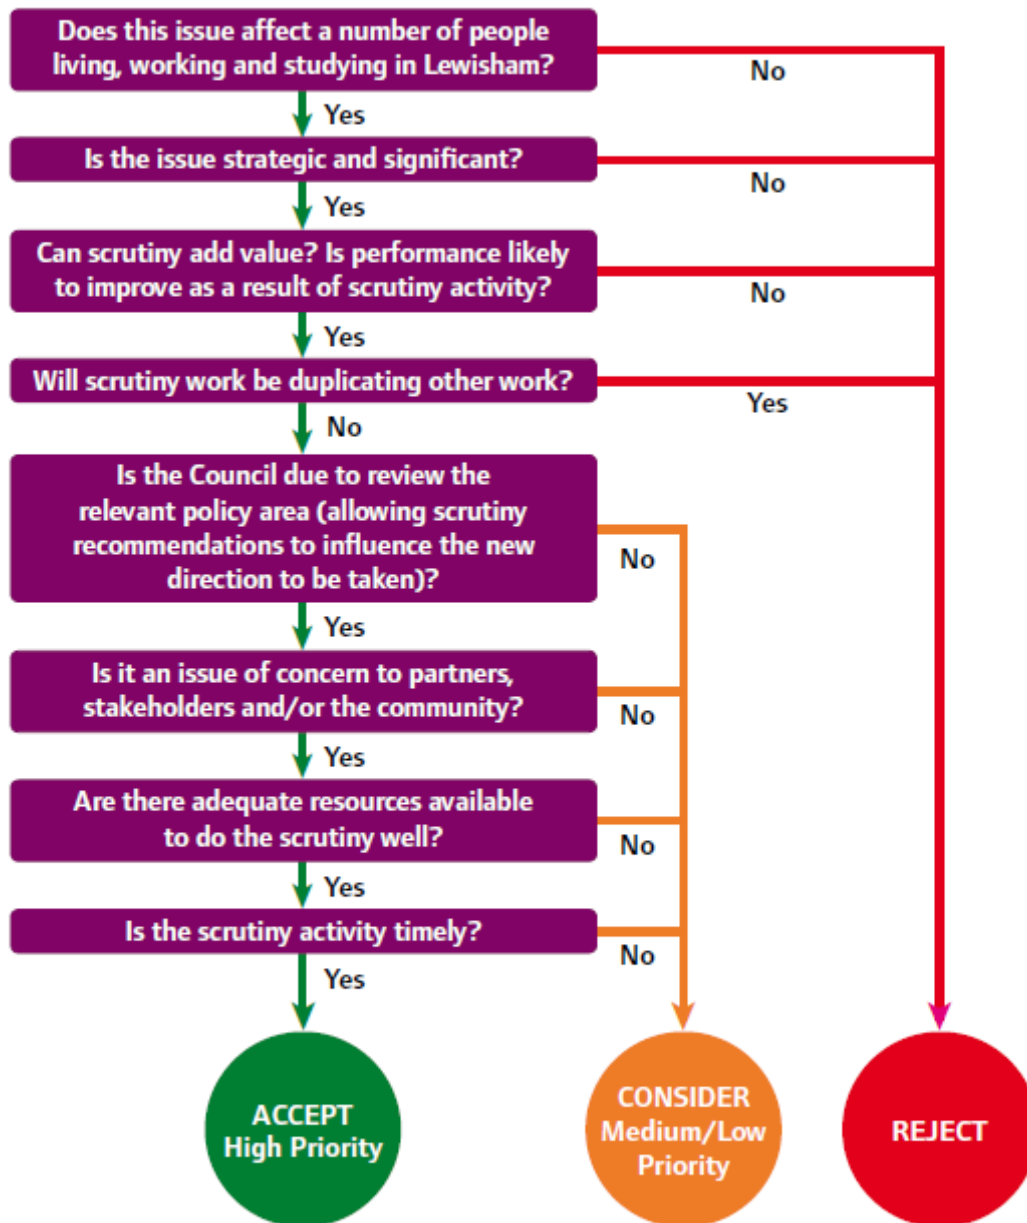 Does this issue affect a number of people
living, working and studying in Lewisham?
No
Yes
Is the issue strategic and significant?
No
Yes
Can scrutiny add value? Is performance likely
to improve as a result of scrutiny activity?
No
Yes
Will scrutiny work be duplicating other work?
Yes
No
Is the Council due to review the
relevant policy area (allowing scrutiny
recommendations to influence the new
direction to be taken)?
No
Yes
Is it an issue of concern to partners,
stakeholders and/or the community?
No
Yes
Are there adequate resources available
to do the scrutiny well?
No
Yes
Is the scrutiny activity timely?
No
Yes
ACCEPT
High Priority
CONSIDER
Medium/Low
Priority
REJECT